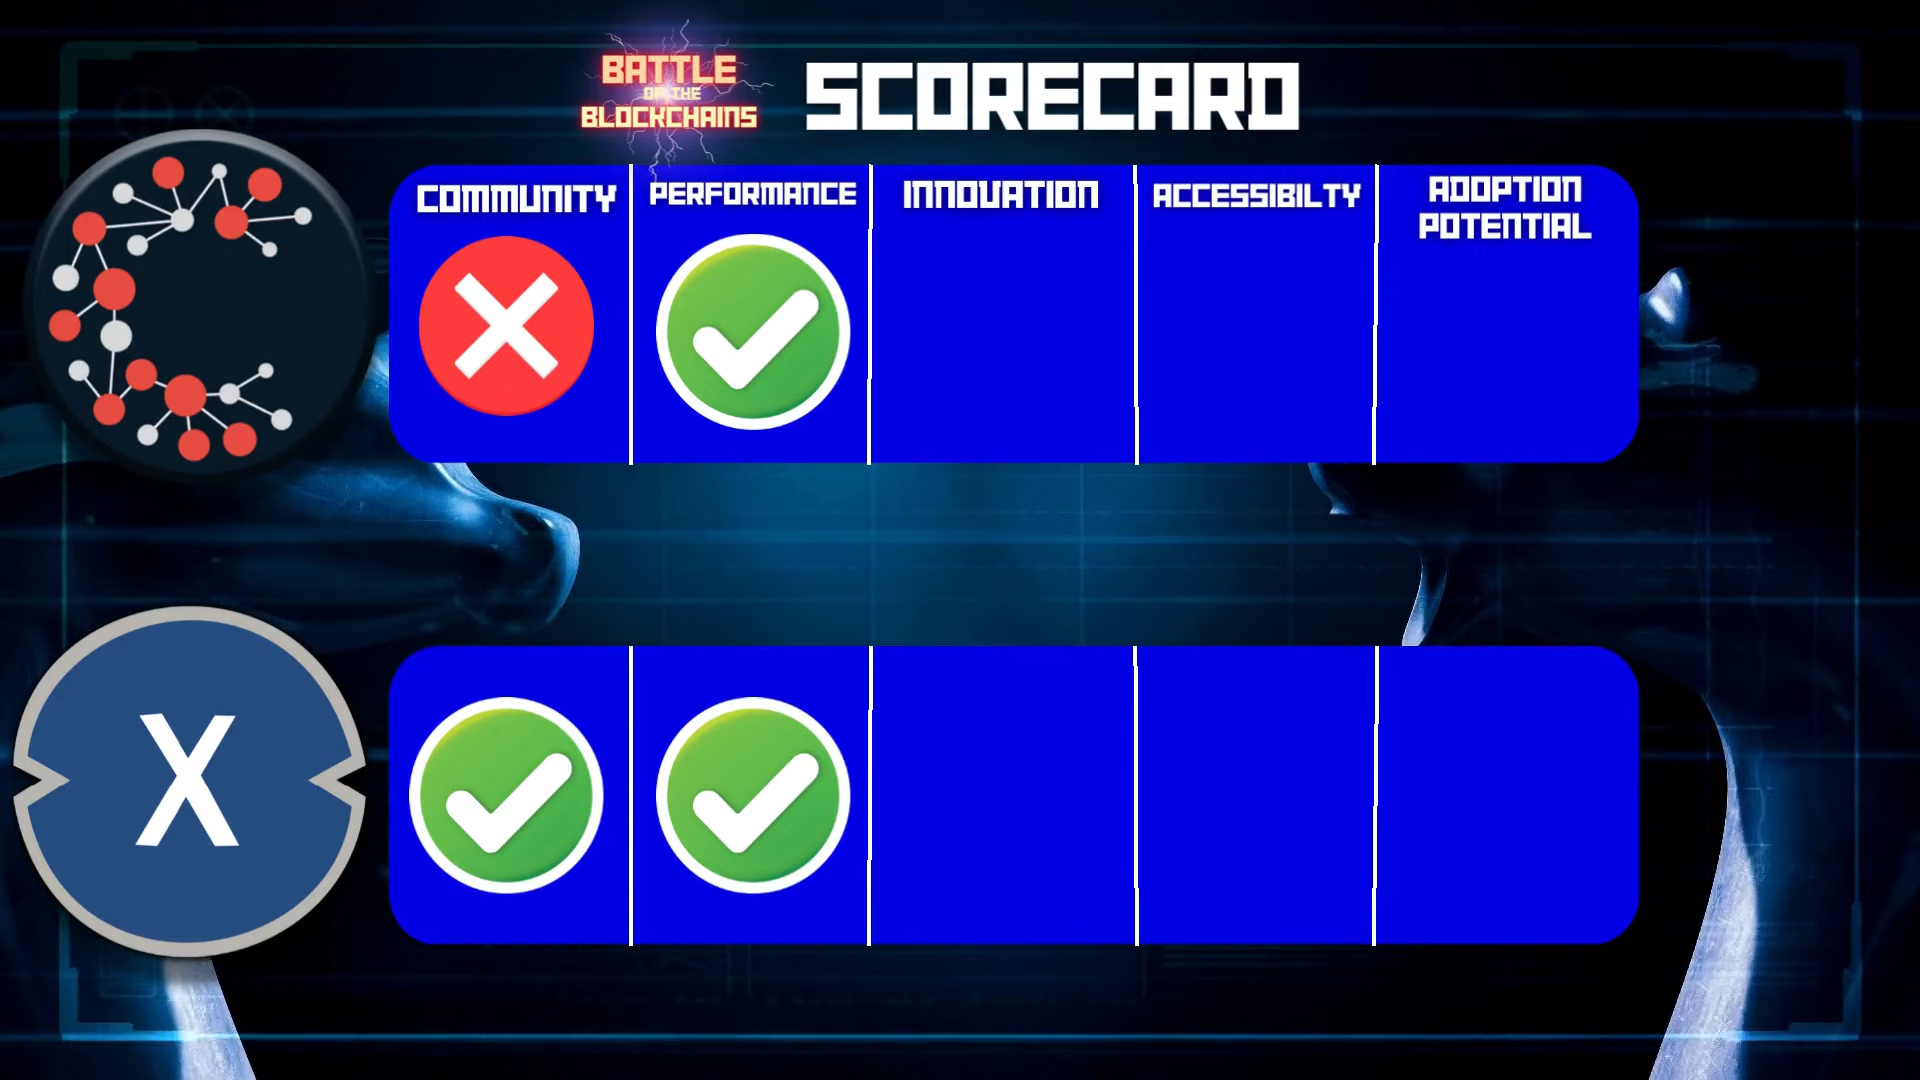 BATTLE
OF THE
BLOCKCHAINS
SCORECARD
COMMUNITY
PERFORMANCE
INNOVATION
ACCESSIBILTY
ADOPTION
POTENTIAL
X